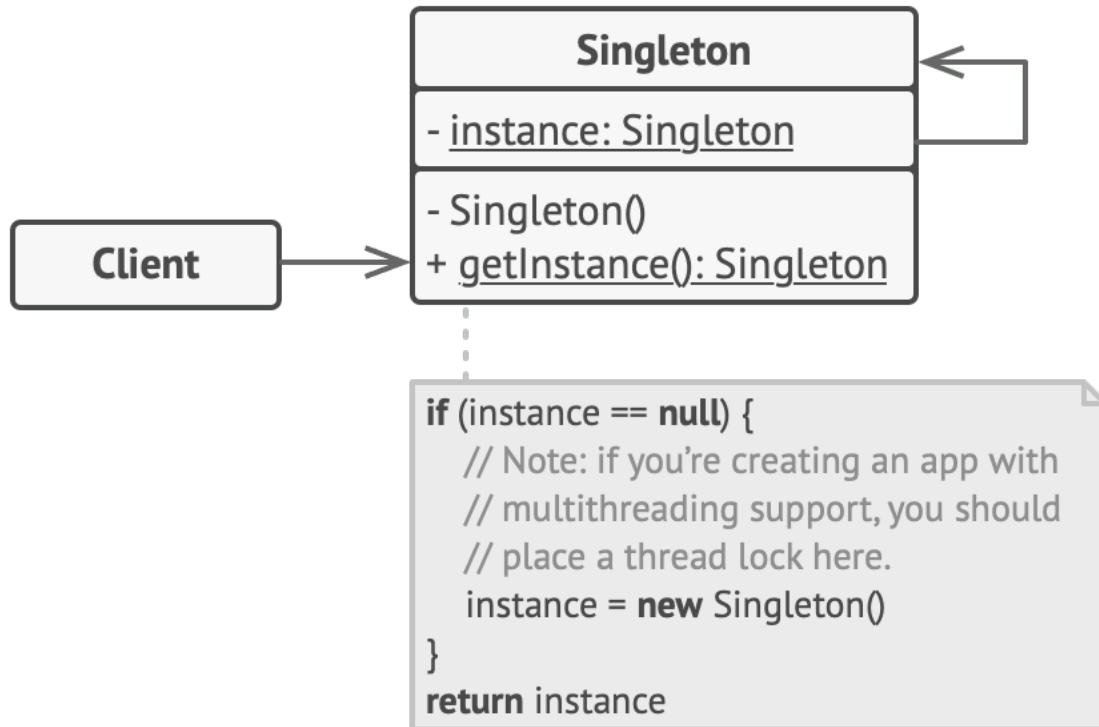 Singleton
- instance: Singleton
- Singleton()
+ getInstance(): Singleton
Client
if (instance == null) {
// Note: if you’re creating an app with
// multithreading support, you should
// place a thread lock here.
instance = new Singleton()
}
return instance